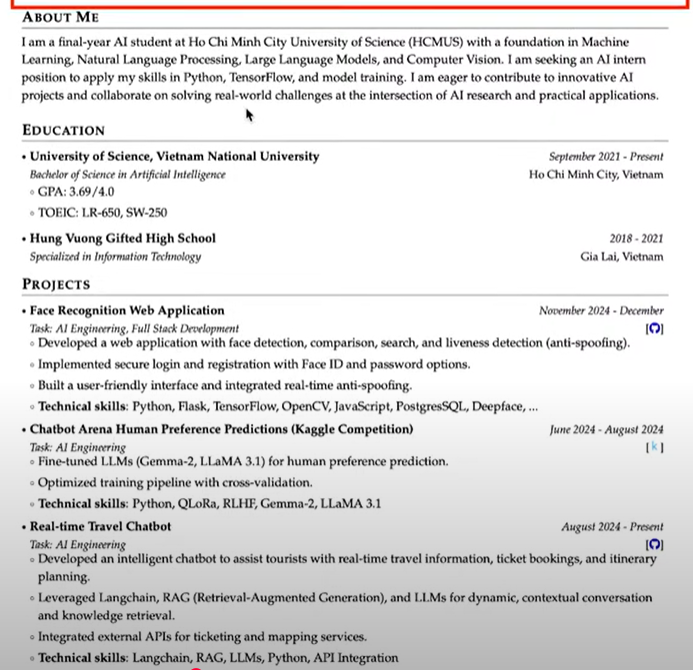 ABOUT ME
I am a final-year AI student at Ho Chi Minh City University of Science (HCMUS) with a foundation in Machine
Learning, Natural Language Processing, Large Language Models, and Computer Vision. I am seeking an AI intern
position to apply my skills in Python, TensorFlow, and model training. I am eager to contribute to innovative AI
projects and collaborate on solving real-world challenges at the intersection of AI research and practical applications.
EDUCATION
• University of Science, Vietnam National University September 2021 - Present
Bachelor of Science in Artificial Intelligence Ho Chi Minh City, Vietnam
◦ GPA: 3.69/4.0
◦ TOEIC: LR-650, SW-250
• Hung Vuong Gifted High School 2018 - 2021
Specialized in Information Technology Gia Lai, Vietnam
PROJECTS
• Face Recognition Web Application November 2024 - December
Task: AI Engineering, Full Stack Development [ ]
◦ Developed a web application with face detection, comparison, search, and liveness detection (anti-spoofing).
◦ Implemented secure login and registration with Face ID and password options.
◦ Built a user-friendly interface and integrated real-time anti-spoofing.
◦ Technical skills: Python, Flask, TensorFlow, OpenCV, JavaScript, PostgresSQL, Deepface, ...
• Chatbot Arena Human Preference Predictions (Kaggle Competition) June 2024 - August 2024
Task: AI Engineering [k]
◦ Fine-tuned LLMs (Gemma-2, LLaMA 3.1) for human preference prediction.
◦ Optimized training pipeline with cross-validation.
◦ Technical skills: Python, QLoRa, RLHF, Gemma-2, LLaMA 3.1
• Real-time Travel Chatbot August 2024 - Present
Task: AI Engineering [ ]
◦ Developed an intelligent chatbot to assist tourists with real-time travel information, ticket bookings, and itinerary
planning.
◦ Leveraged Langchain, RAG (Retrieval-Augmented Generation), and LLMs for dynamic, contextual conversation
and knowledge retrieval.
◦ Integrated external APIs for ticketing and mapping services.
◦ Technical skills: Langchain, RAG, LLMs, Python, API Integration